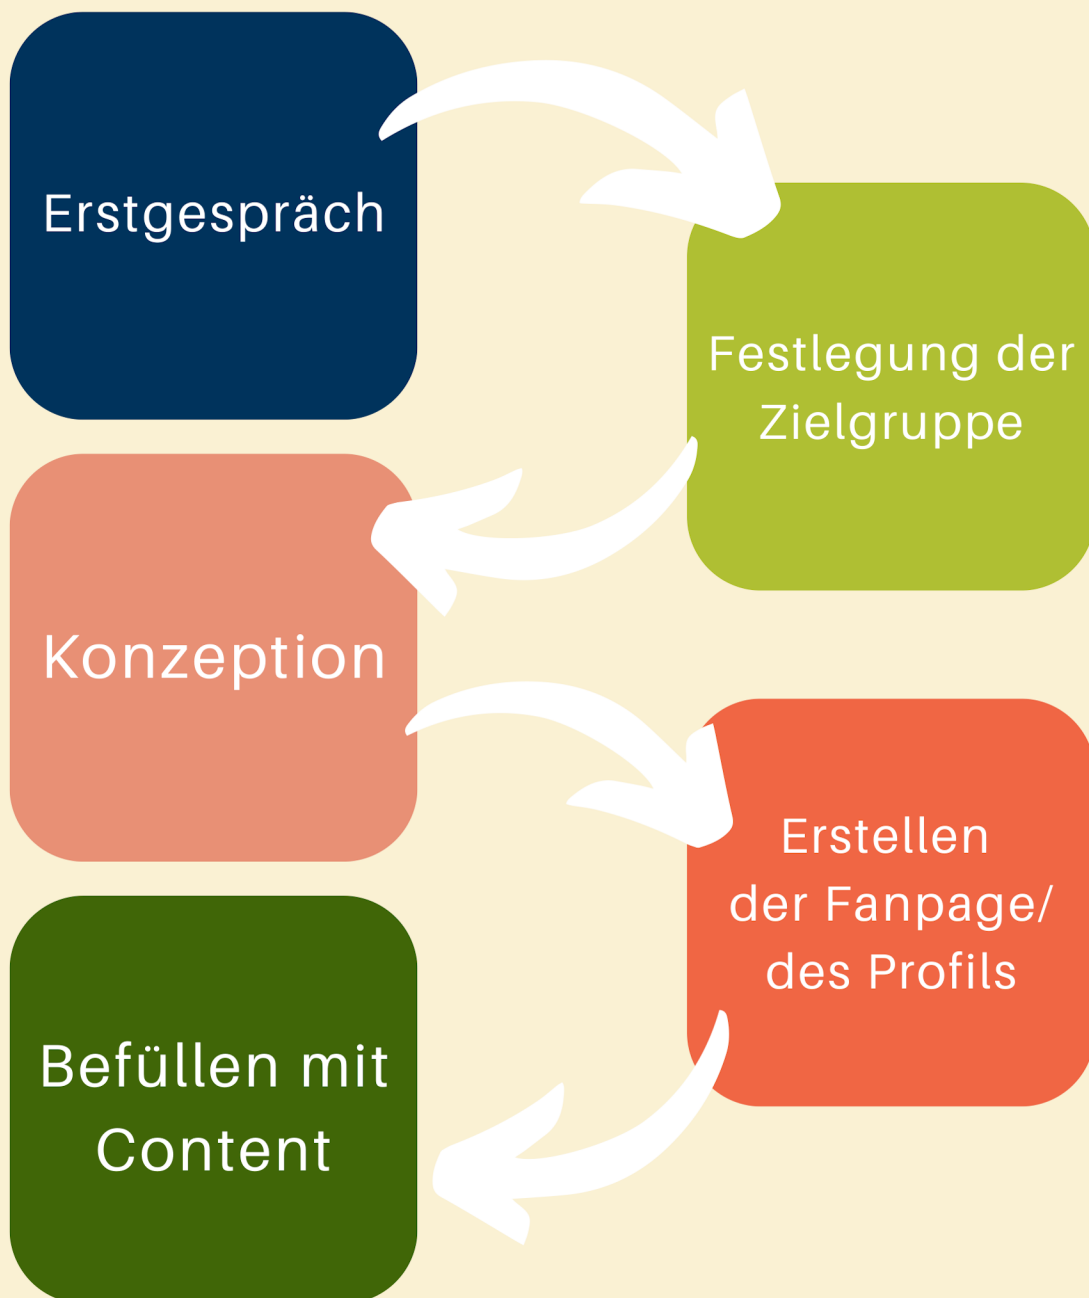 Erstgespräch
Festlegung der
Zielgruppe
Konzeption
Erstellen
der Fanpage/
des Profils
Befüllen mit
Content